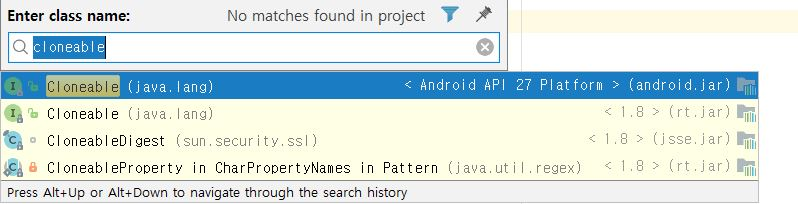 Enter class name: No matches found in project
cloneable
Cloneable (java.lang) < Android API 27 Platform > (android.jar)
Cloneable (java.lang) < 1.8 > (rt.jar)
CloneableDigest (sun.security.ssl) < 1.8 > (jsse.jar)
CloneableProperty in CharPropertyNames in Pattern (java.util.regex) < 1.8 > (rt.jar)
Press Alt+Up or Alt+Down to navigate through the search history